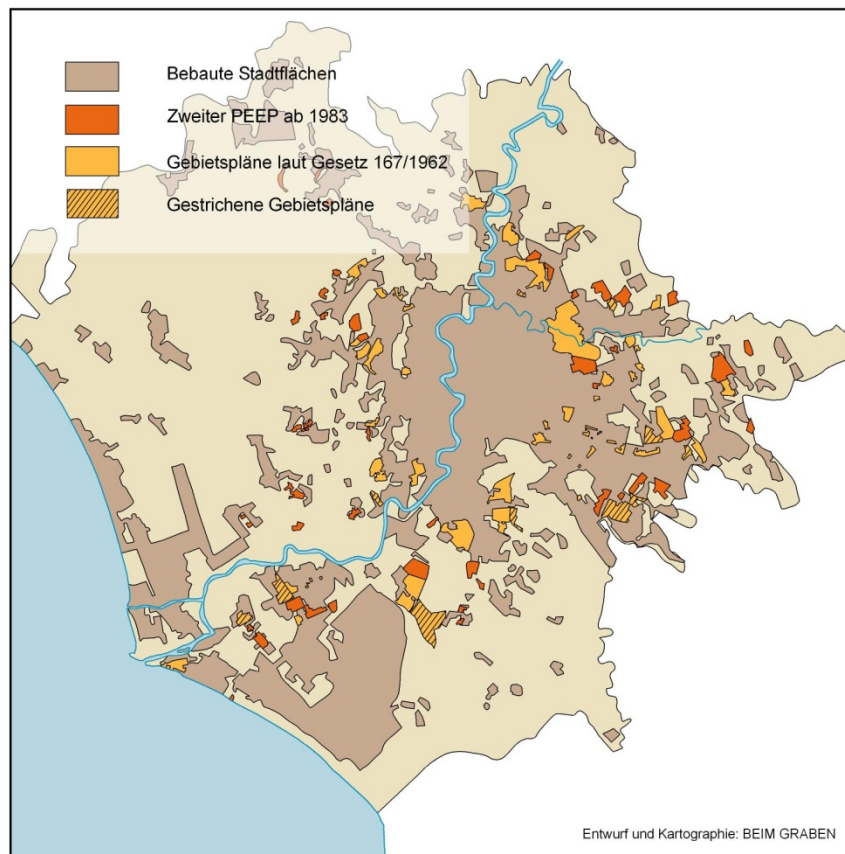 Bebaute Stadtflächen
Zweiter PEEP ab 1983
Gebietspläne laut Gesetz 167/1962
Gestrichene Gebietspläne
Entwurf und Kartographie: BEIM GRABEN